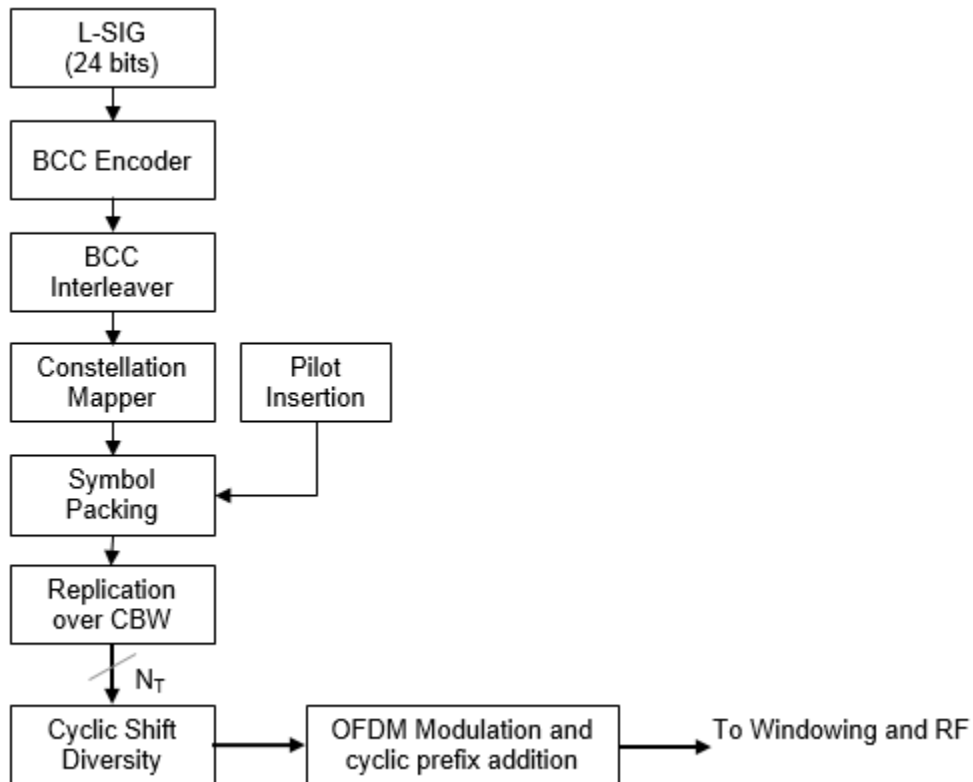 L-SIG
(24 bits)
BCC Encoder
BCC
Interleaver
Constellation
Mapper
Pilot
Insertion
Symbol
Packing
Replication
over CBW
N_T
Cyclic Shift
Diversity
OFDM Modulation and
cyclic prefix addition
To Windowing and RF